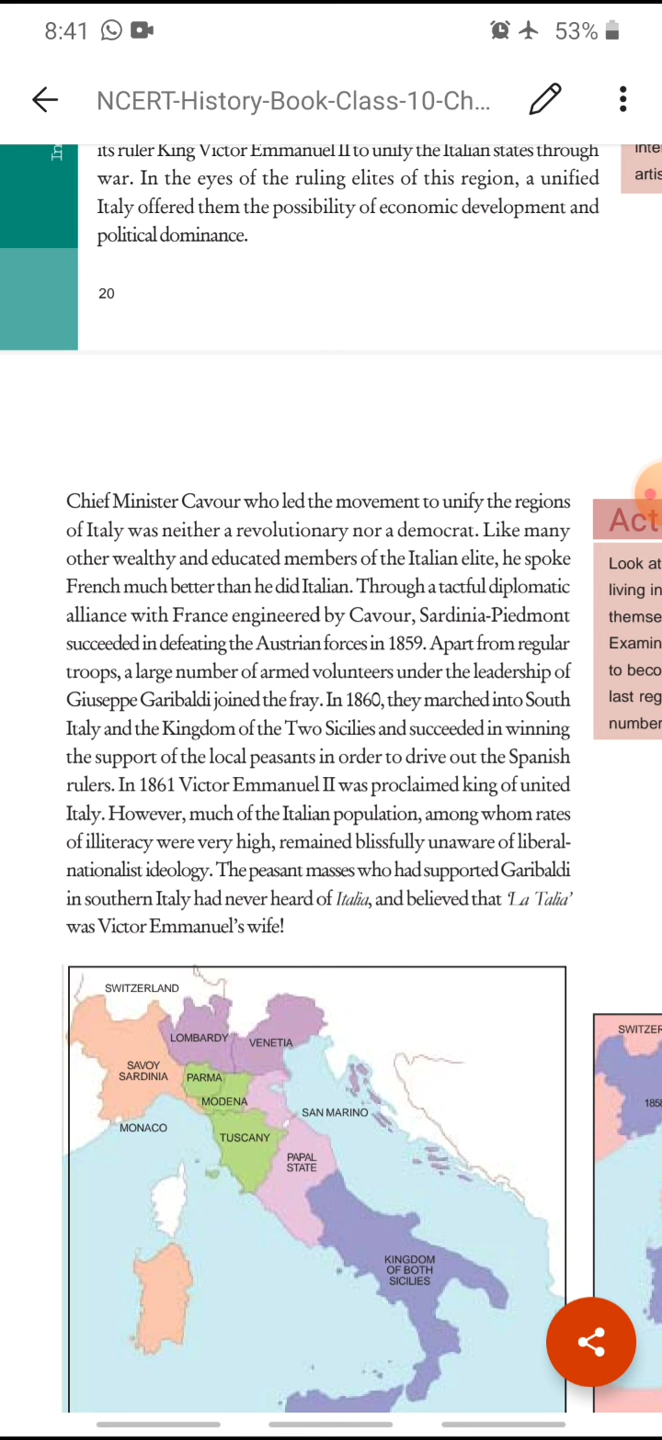 8:41
53%
NCERT-History-Book-Class-10-Ch...
its ruler King Victor Emmanuel II to unify the Italian states through
war. In the eyes of the ruling elites of this region, a unified
Italy offered them the possibility of economic development and
political dominance.
In
inte
artis
20
Chief Minister Cavour who led the movement to unify the regions
of Italy was neither a revolutionary nor a democrat. Like many
other wealthy and educated members of the Italian elite, he spoke
French much better than he did Italian. Through a tactful diplomatic
alliance with France engineered by Cavour, Sardinia-Piedmont
succeeded in defeating the Austrian forces in 1859. Apart from regular
troops, a large number of armed volunteers under the leadership of
Giuseppe Garibaldi joined the fray. In 1860, they marched into South
Italy and the Kingdom of the Two Sicilies and succeeded in winning
the support of the local peasants in order to drive out the Spanish
rulers. In 1861 Victor Emmanuel II was proclaimed king of united
Italy. However, much of the Italian population, among whom rates
of illiteracy were very high, remained blissfully unaware of liberal-
nationalist ideology. The peasant masses who had supported Garibaldi
in southern Italy had never heard of Italia, and believed that ‘La Talia’
was Victor Emmanuel’s wife!
Act
Look at
living in
themse
Examin
to beco
last reg
number
SWITZERLAND
LOMBARDY
VENETIA
SAVOY
SARDINIA
PARMA
MODENA
SAN MARINO
MONACO
TUSCANY
PAPAL
STATE
KINGDOM
OF BOTH
SICILIES
SWITZER
185